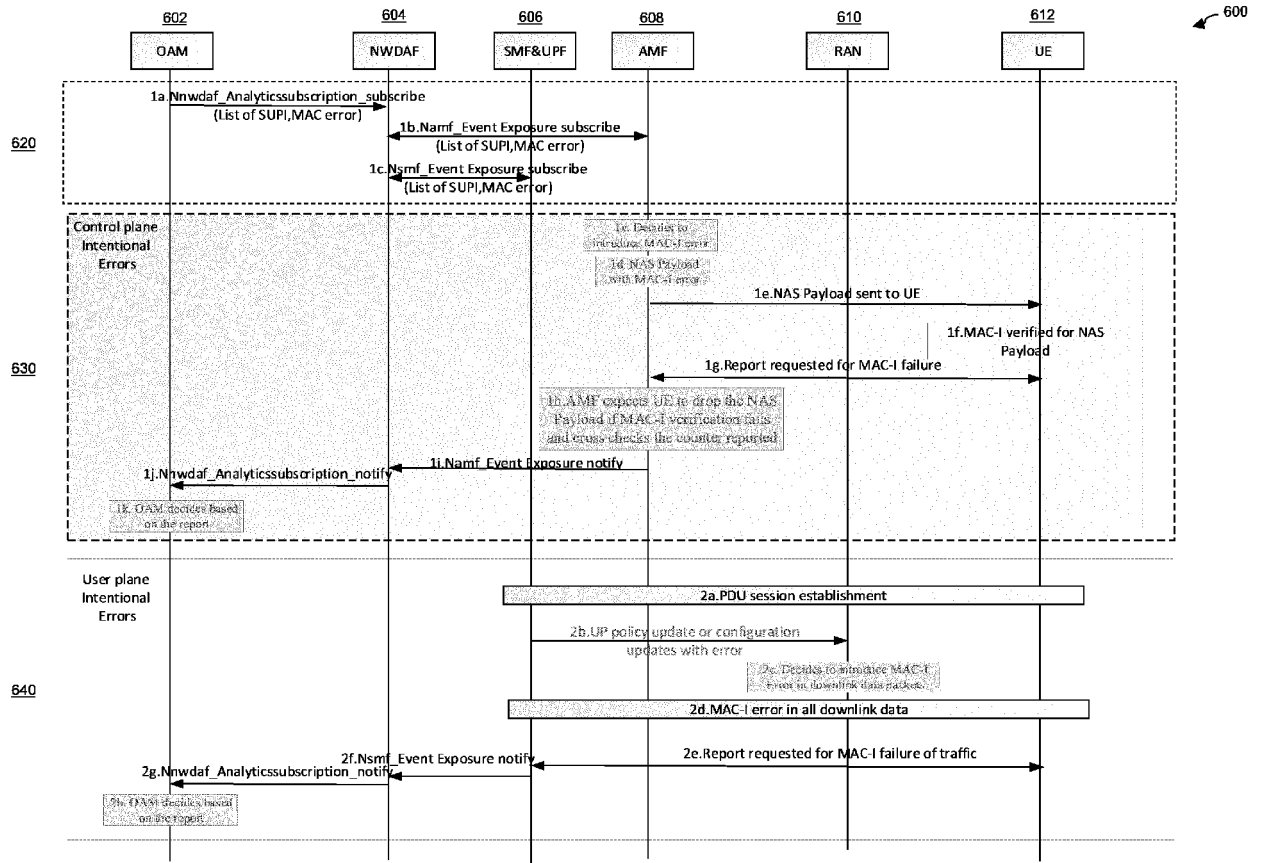 602 604 606 608 610 612 600
OAM NWDAF SMF&UPF AMF RAN UE
1a.Nnwdaf_Analyticssubscription_subscribe
(List of SUPI,MAC error)
1b.Namf_Event Exposure subscribe
(List of SUPI,MAC error)
620
1c.Nsmf_Event Exposure subscribe
(List of SUPI,MAC error)
Control plane
Intentional
Errors
Decides to
introduce MAC-I error
1d. NAS Payload
with MAC-I error
1e.NAS Payload sent to UE
1f.MAC-I verified for NAS
Payload
630
1g.Report requested for MAC-I failure
1h.AMF expects UE to drop the NAS
Payload if MAC-I verification fails
and cross checks the counter reported
1i.Namf_Event Exposure notify
1j.Nnwdaf_Analyticssubscription_notify
1k. OAM decides based
on the report
User plane
Intentional
Errors
2a.PDU session establishment
2b.UP policy update or configuration
updates with error
2c. Decides to introduce MAC-I
Error in downlink data packet.
640
2d.MAC-I error in all downlink data
2e.Report requested for MAC-I failure of traffic
2f.Nsmf_Event Exposure notify
2g.Nnwdaf_Analyticssubscription_notify
2h. OAM decides based
on the report